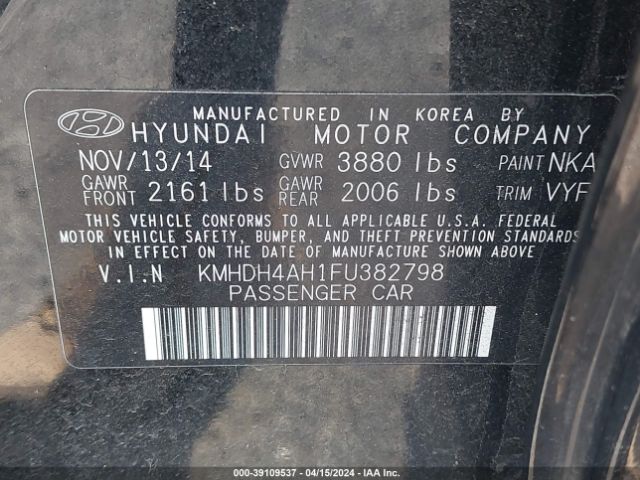 MANUFACTURED IN KOREA BY
HYUNDAI MOTOR COMPANY
NOV/13/14 GVWR 3880 lbs PAINT NKA
GAWR FRONT 2161 lbs GAWR REAR 2006 lbs TRIM VYF
THIS VEHICLE CONFORMS TO ALL APPLICABLE U.S.A. FEDERAL
MOTOR VEHICLE SAFETY, BUMPER, AND THEFT PREVENTION STANDARDS
IN EFFECT ON THE DATE OF MANUFACTURE SHOWN ABOVE
V.I.N KMHDH4AH1FU382798
PASSENGER CAR
000-39109537 - 04/15/2024 - IAA Inc.